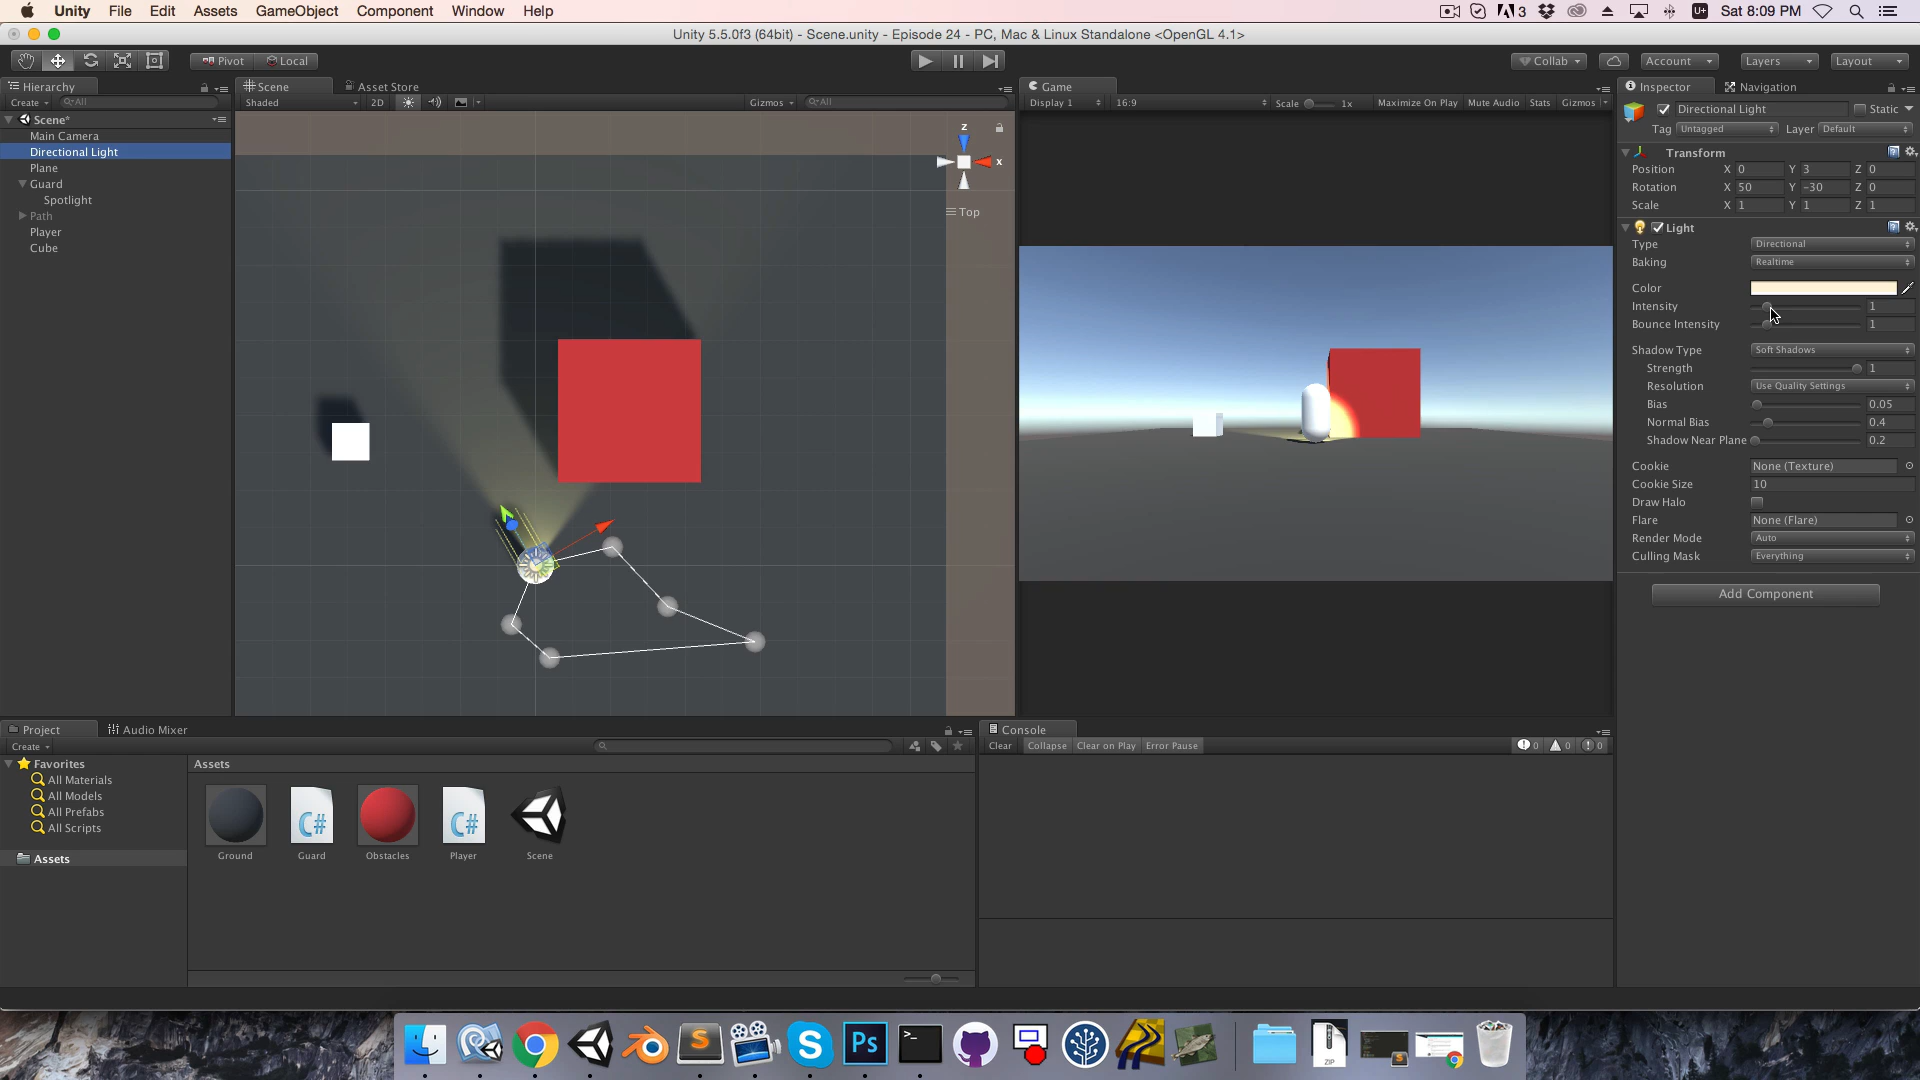 Unity File Edit Assets GameObject Component Window Help 3 U+ Sat 8:09 PM
Unity 5.5.0f3 (64bit) - Scene.unity - Episode 24 - PC, Mac & Linux Standalone <OpenGL 4.1>
Pivot Local Collab Account Layers Layout
Hierarchy Scene Asset Store Game Inspector Navigation
Create All Shaded 2D Gizmos All Display 1 16:9 Scale 1x Maximize On Play Mute Audio Stats Gizmos
Directional Light Static
Tag Untagged Layer Default
Scene*
Main Camera
Directional Light
Plane
Guard
Spotlight
Path
Player
Cube
z
x
Top
Transform
Position X 0 Y 3 Z 0
Rotation X 50 Y -30 Z 0
Scale X 1 Y 1 Z 1
Light
Type Directional
Baking Realtime
Color
Intensity 1
Bounce Intensity 1
Shadow Type Soft Shadows
Strength 1
Resolution Use Quality Settings
Bias 0.05
Normal Bias 0.4
Shadow Near Plane 0.2
Cookie None (Texture)
Cookie Size 10
Draw Halo
Flare None (Flare)
Render Mode Auto
Culling Mask Everything
Add Component
Project Audio Mixer
Create
Favorites
All Materials
All Models
All Prefabs
All Scripts
Assets
Assets
C# C#
Ground Guard Obstacles Player Scene
Console
Clear Collapse Clear on Play Error Pause 0 0 0
S S Ps >_ ZIP S